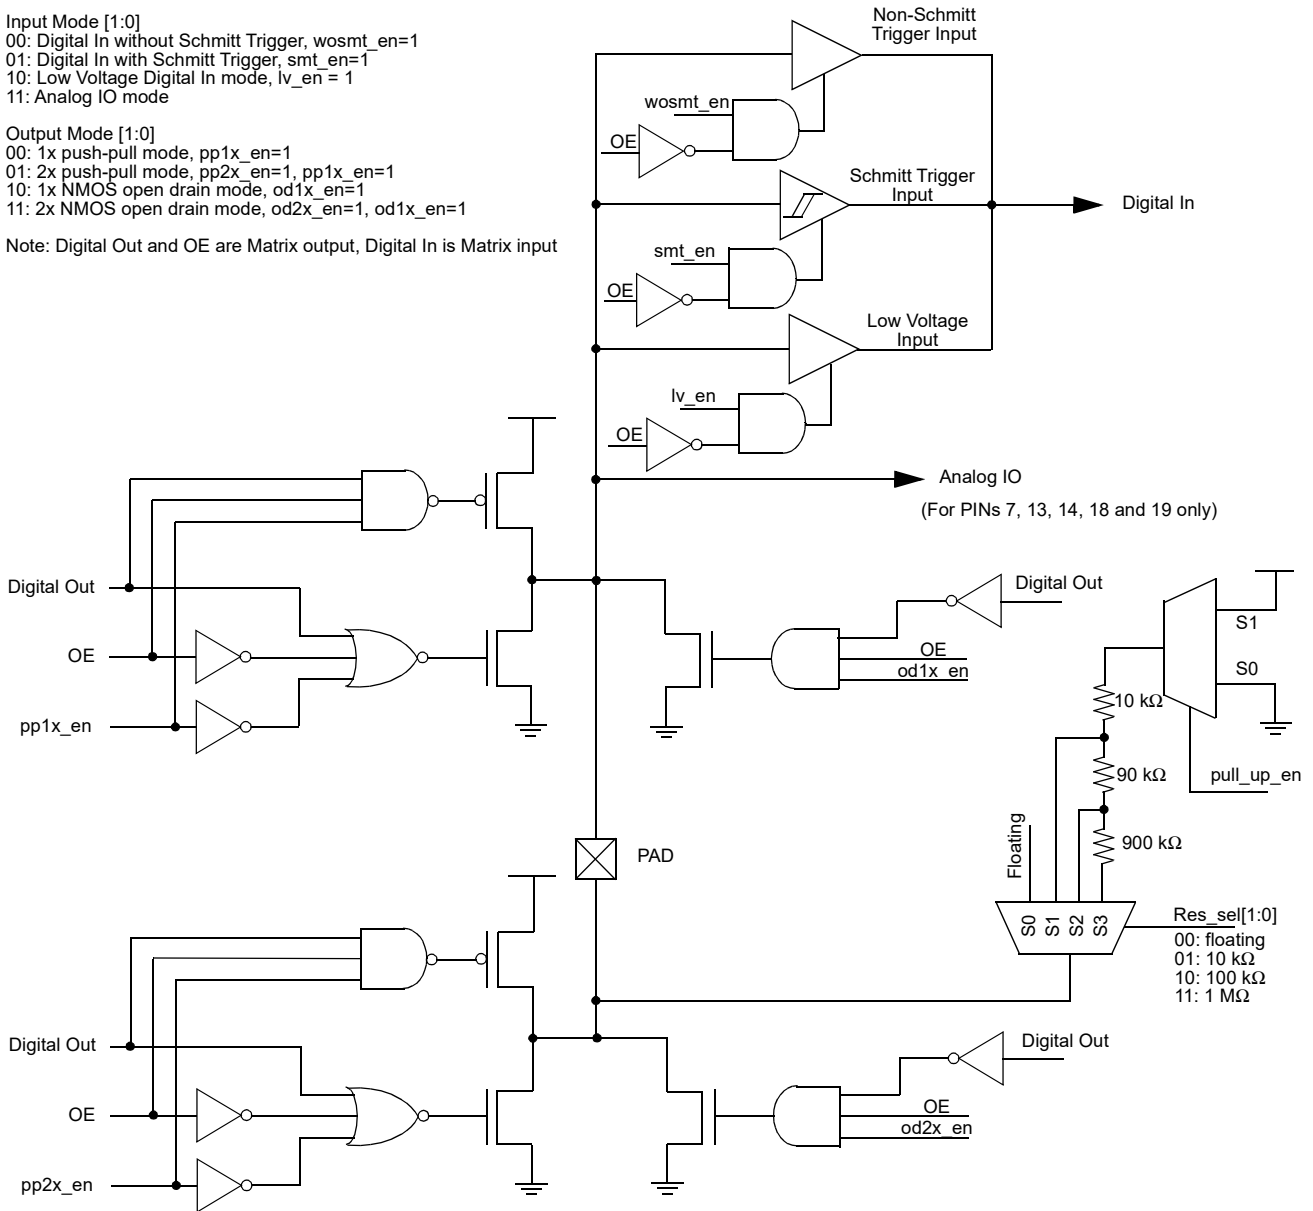 Input Mode [1:0]
00: Digital In without Schmitt Trigger, wosmt_en=1
01: Digital In with Schmitt Trigger, smt_en=1
10: Low Voltage Digital In mode, lv_en = 1
11: Analog IO mode
Output Mode [1:0]
00: 1x push-pull mode, pp1x_en=1
01: 2x push-pull mode, pp2x_en=1, pp1x_en=1
10: 1x NMOS open drain mode, od1x_en=1
11: 2x NMOS open drain mode, od2x_en=1, od1x_en=1
Note: Digital Out and OE are Matrix output, Digital In is Matrix input
Non-Schmitt
Trigger Input
wosmt_en
OE
Schmitt Trigger
Input
Digital In
smt_en
OE
Low Voltage
Input
lv_en
OE
Analog IO
(For PINs 7, 13, 14, 18 and 19 only)
Digital Out
OE
pp1x_en
Digital Out
OE
od1x_en
S1
S0
pull_up_en
10 kΩ
90 kΩ
900 kΩ
Floating
S0
S1
S2
S3
Res_sel[1:0]
00: floating
01: 10 kΩ
10: 100 kΩ
11: 1 MΩ
PAD
Digital Out
OE
pp2x_en
Digital Out
OE
od2x_en